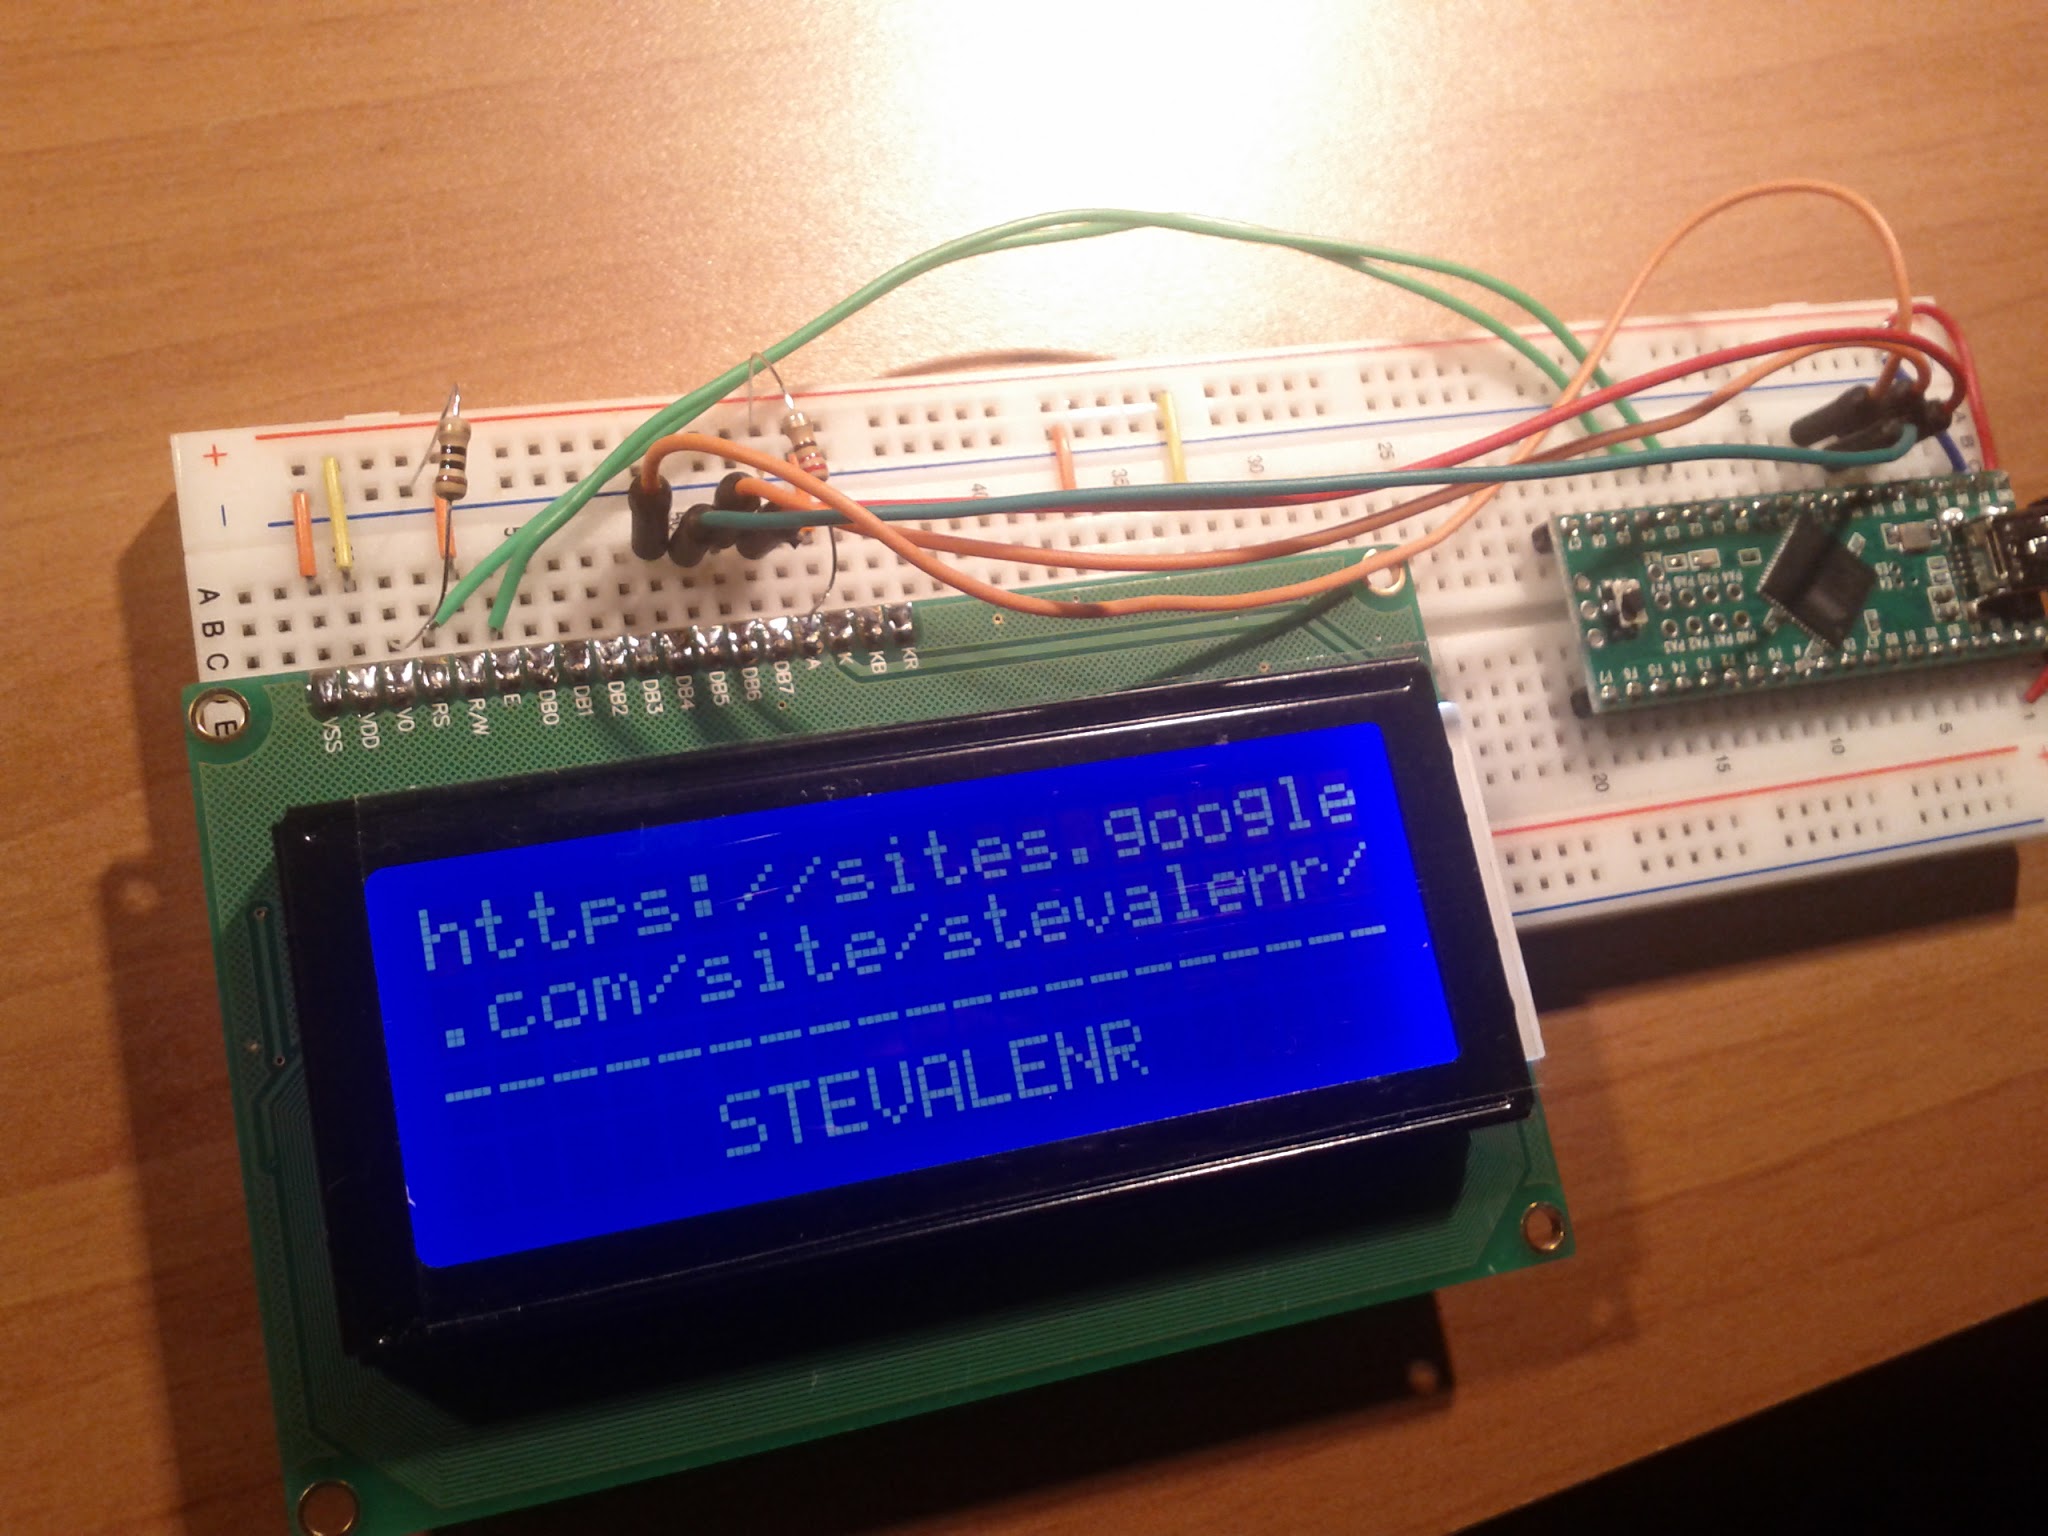 https://sites.google
.com/site/stevalenr/
--------------------
STEVALENR
VSS
VDD
V0
RS
R/W
E
DB0
DB1
DB2
DB3
DB4
DB5
DB6
DB7
A
K
KB
KR
+
-
A
B
C
E
5
35
30
25
10
A
B
20
15
10
5
1
+